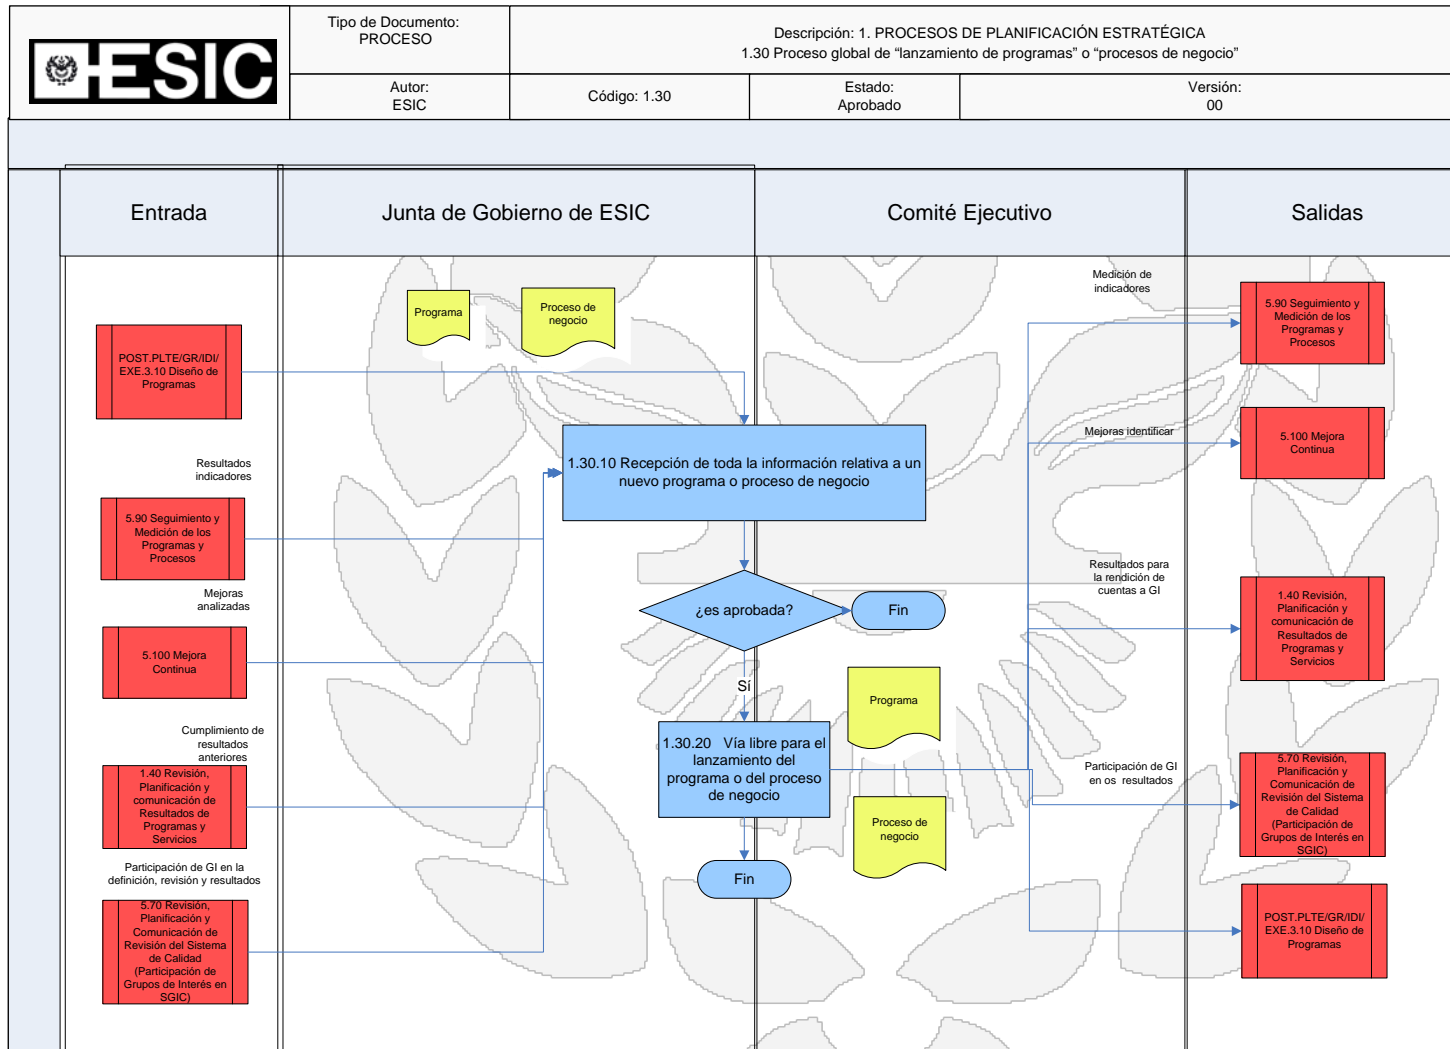 ESIC
Tipo de Documento:
PROCESO
Descripción: 1. PROCESOS DE PLANIFICACIÓN ESTRATÉGICA
1.30 Proceso global de “lanzamiento de programas” o “procesos de negocio”
Autor:
ESIC
Código: 1.30
Estado:
Aprobado
Versión:
00
Entrada
Junta de Gobierno de ESIC
Comité Ejecutivo
Salidas
POST.PLTE/GR/IDI/
EXE.3.10 Diseño de
Programas
Resultados
indicadores
5.90 Seguimiento y
Medición de los
Programas y
Procesos
Mejoras
analizadas
5.100 Mejora
Continua
Cumplimiento de
resultados
anteriores
1.40 Revisión,
Planificación y
comunicación de
Resultados de
Programas y
Servicios
Participación de GI en la
definición, revisión y resultados
5.70 Revisión,
Planificación y
Comunicación de
Revisión del Sistema
de Calidad
(Participación de
Grupos de Interés en
SGIC)
Programa
Proceso de
negocio
1.30.10 Recepción de toda la información relativa a un
nuevo programa o proceso de negocio
¿es aprobada?
Fin
Sí
1.30.20 Vía libre para el
lanzamiento del
programa o del proceso
de negocio
Fin
Programa
Proceso de
negocio
Medición de
indicadores
Mejoras identificar
Resultados para
la rendición de
cuentas a GI
Participación de GI
en os resultados
5.90 Seguimiento y
Medición de los
Programas y
Procesos
5.100 Mejora
Continua
1.40 Revisión,
Planificación y
comunicación de
Resultados de
Programas y
Servicios
5.70 Revisión,
Planificación y
Comunicación de
Revisión del Sistema
de Calidad
(Participación de
Grupos de Interés en
SGIC)
POST.PLTE/GR/IDI/
EXE.3.10 Diseño de
Programas